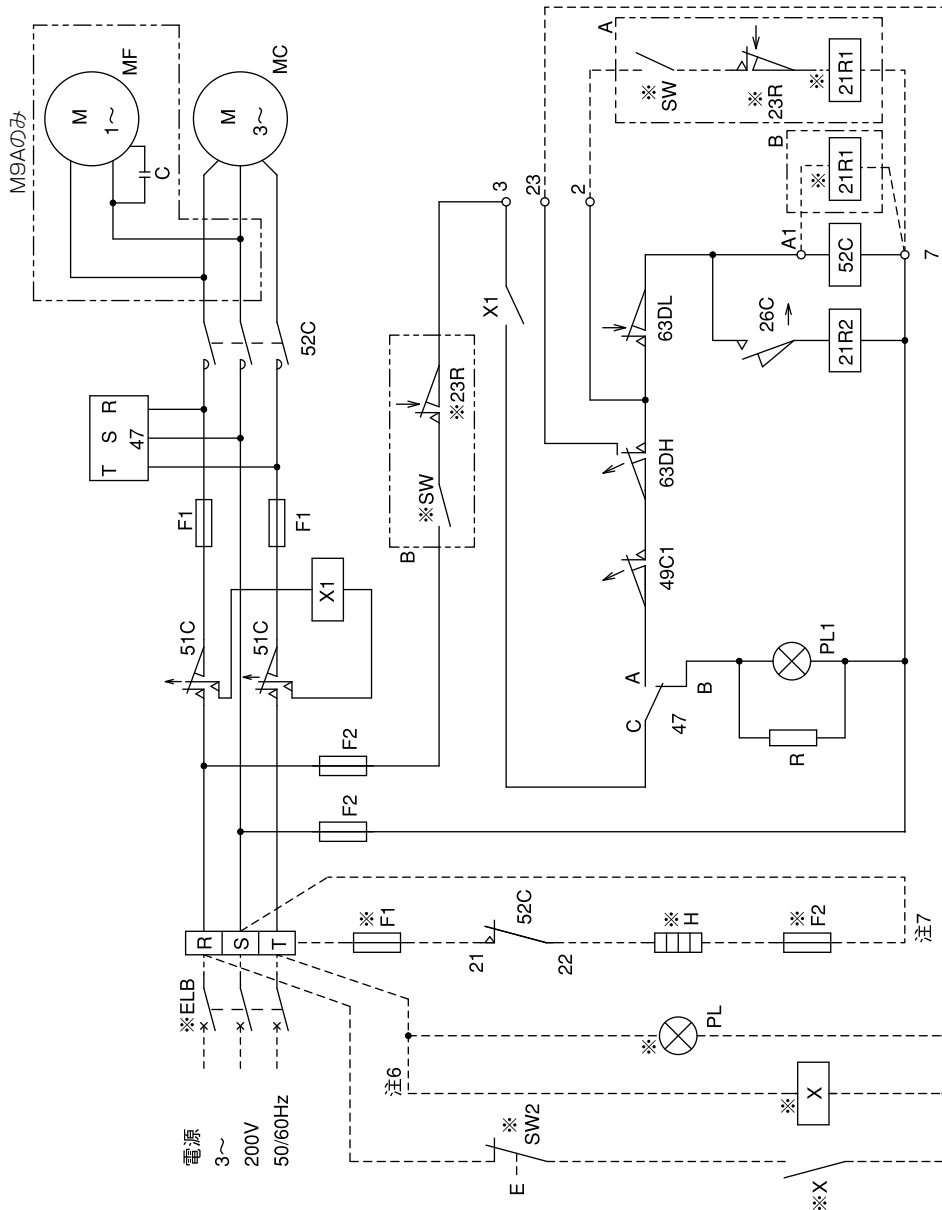 M9Aのみ
M
1～
MF
C
M
3～
MC
T S R
47
F1
F1
52C
51C
51C
X1
F2
F2
R
S
T
※ELB
電源
3～
200V
50/60Hz
※SW
※23R
B
3
23
2
X1
A
※
SW
※
23R
※
21R1
B
※
21R1
A1
52C
7
26C
21R2
63DL
63DH
49C1
A
C
B
47
PL1
R
※
F1
21
52C
22
※
H
※
F2
注7
注6
※
PL
※
X
※
SW2
E
※X